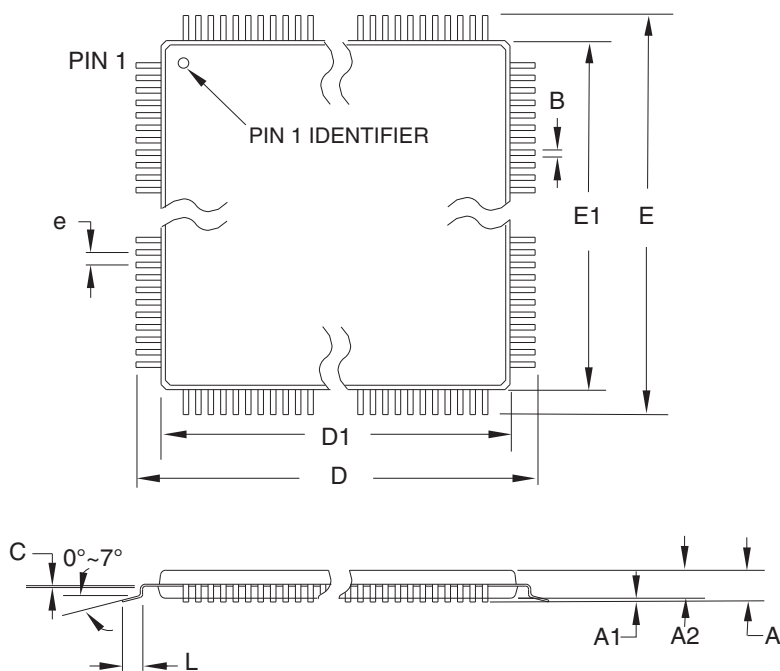 PIN 1
PIN 1 IDENTIFIER
B
e
E1
E
D1
D
C
0°~7°
L
A1
A2
A